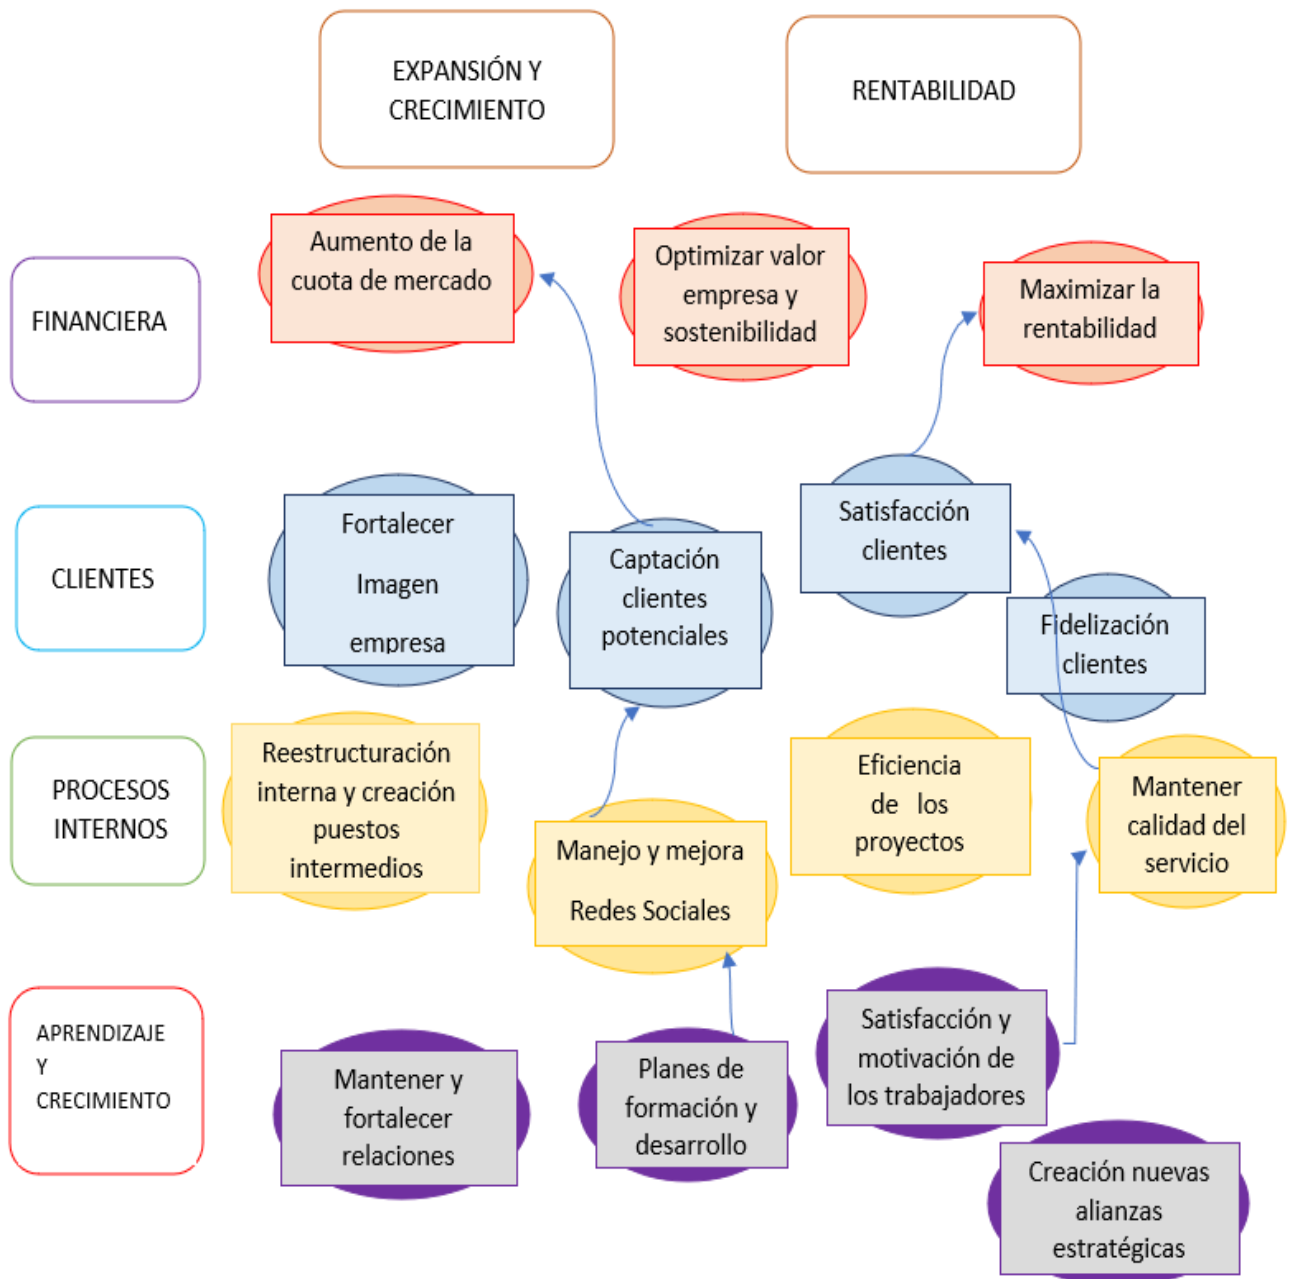 EXPANSIÓN Y
CRECIMIENTO
RENTABILIDAD
FINANCIERA
Aumento de la
cuota de mercado
Optimizar valor
empresa y
sostenibilidad
Maximizar la
rentabilidad
CLIENTES
Fortalecer
Imagen
empresa
Captación
clientes
potenciales
Satisfacción
clientes
Fidelización
clientes
PROCESOS
INTERNOS
Reestructuración
interna y creación
puestos
intermedios
Manejo y mejora
Redes Sociales
Eficiencia
de los
proyectos
Mantener
calidad del
servicio
APRENDIZAJE
Y
CRECIMIENTO
Mantener y
fortalecer
relaciones
Planes de
formación y
desarrollo
Satisfacción y
motivación de
los trabajadores
Creación nuevas
alianzas
estratégicas